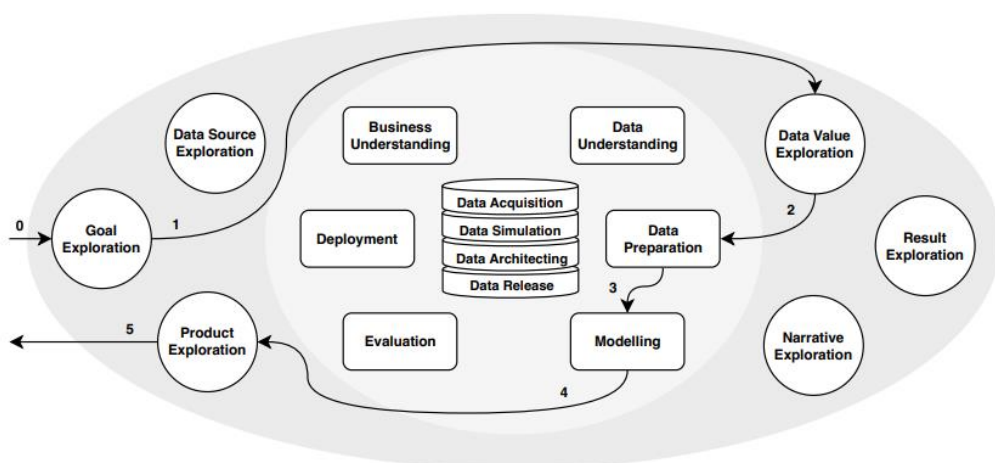 Data Source
Exploration
Business
Understanding
Data
Understanding
Data Value
Exploration
0
Goal
Exploration
1
Deployment
Data Acquisition
Data Simulation
Data Architecting
Data Release
Data
Preparation
2
Result
Exploration
3
5
Product
Exploration
Evaluation
Modelling
Narrative
Exploration
4